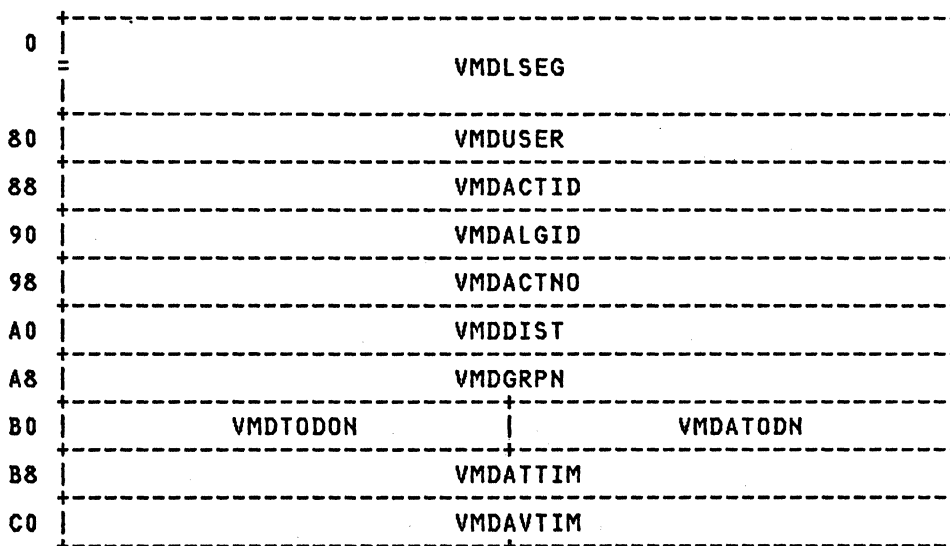 0 VMDLSEG
80 VMDUSER
88 VMDACTID
90 VMDALGID
98 VMDACTNO
A0 VMDDIST
A8 VMDGRPN
B0 VMDTODON VMDATODN
B8 VMDATTIM
C0 VMDAVTIM